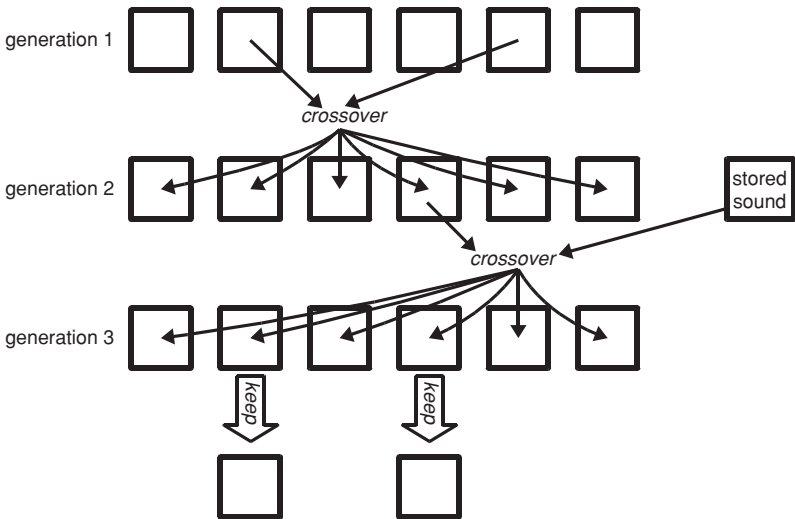 generation 1
crossover
generation 2
stored
sound
crossover
generation 3
keep
keep